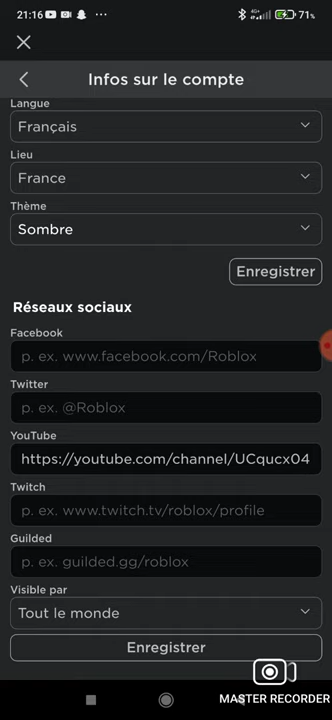 21:16
4G+
71%
Infos sur le compte
Langue
Français
Lieu
France
Thème
Sombre
Enregistrer
Réseaux sociaux
Facebook
p. ex. www.facebook.com/Roblox
Twitter
p. ex. @Roblox
YouTube
https://youtube.com/channel/UCqucx04
Twitch
p. ex. www.twitch.tv/roblox/profile
Guilded
p. ex. guilded.gg/roblox
Visible par
Tout le monde
Enregistrer
MASTER RECORDER